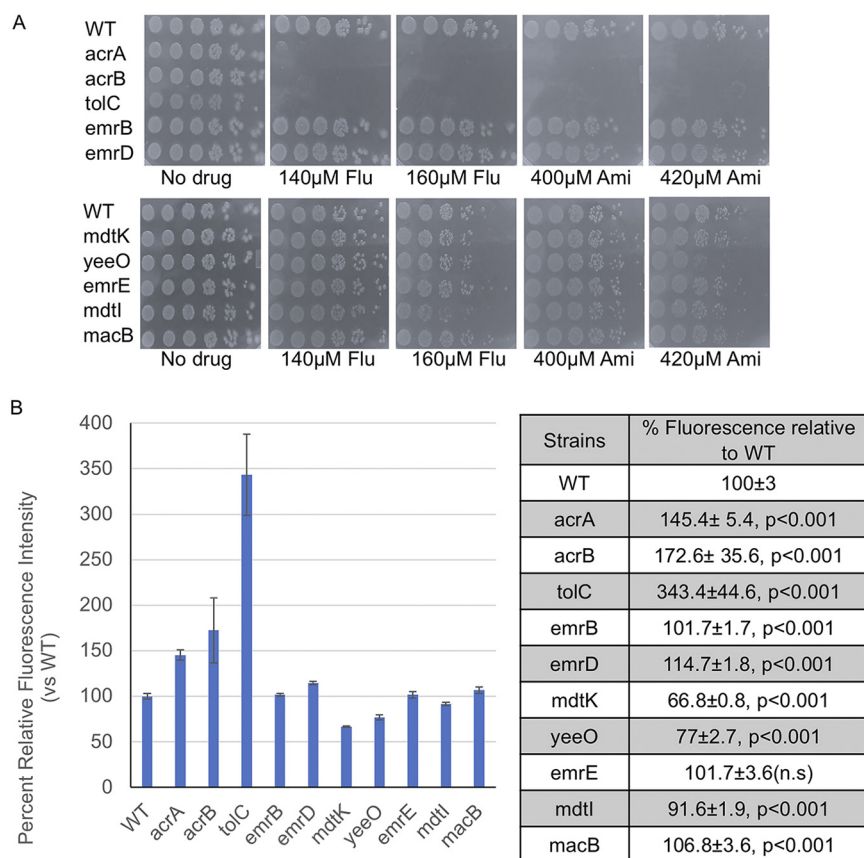 A
WT
acrA
acrB
tolC
emrB
emrD
No drug
140μM Flu
160μM Flu
400μM Ami
420μM Ami
WT
mdtK
yeeO
emrE
mdtI
macB
No drug
140μM Flu
160μM Flu
400μM Ami
420μM Ami
B
Percent Relative Fluorescence Intensity
(vs WT)
400
350
300
250
200
150
100
50
0
WT
acrA
acrB
tolC
emrB
emrD
mdtK
yeeO
emrE
mdtI
macB
Strains
% Fluorescence relative
to WT
WT
100±3
acrA
145.4± 5.4, p<0.001
acrB
172.6± 35.6, p<0.001
tolC
343.4±44.6, p<0.001
emrB
101.7±1.7, p<0.001
emrD
114.7±1.8, p<0.001
mdtK
66.8±0.8, p<0.001
yeeO
77±2.7, p<0.001
emrE
101.7±3.6(n.s)
mdtI
91.6±1.9, p<0.001
macB
106.8±3.6, p<0.001